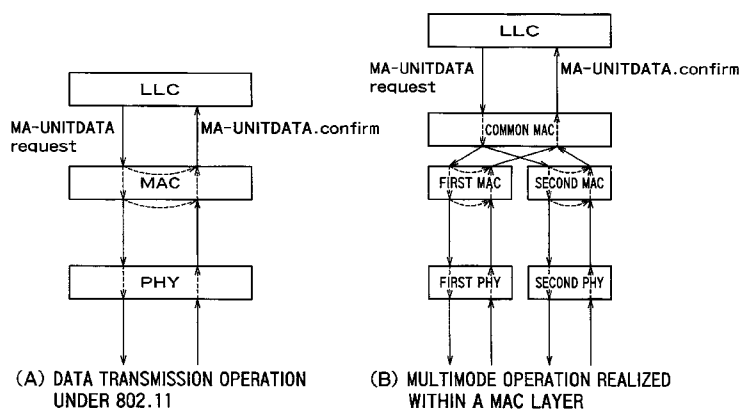 LLC
MA-UNITDATA
request
MA-UNITDATA.confirm
MAC
PHY
(A) DATA TRANSMISSION OPERATION
UNDER 802.11
LLC
MA-UNITDATA
request
MA-UNITDATA.confirm
COMMON MAC
FIRST MAC
SECOND MAC
FIRST PHY
SECOND PHY
(B) MULTIMODE OPERATION REALIZED
WITHIN A MAC LAYER